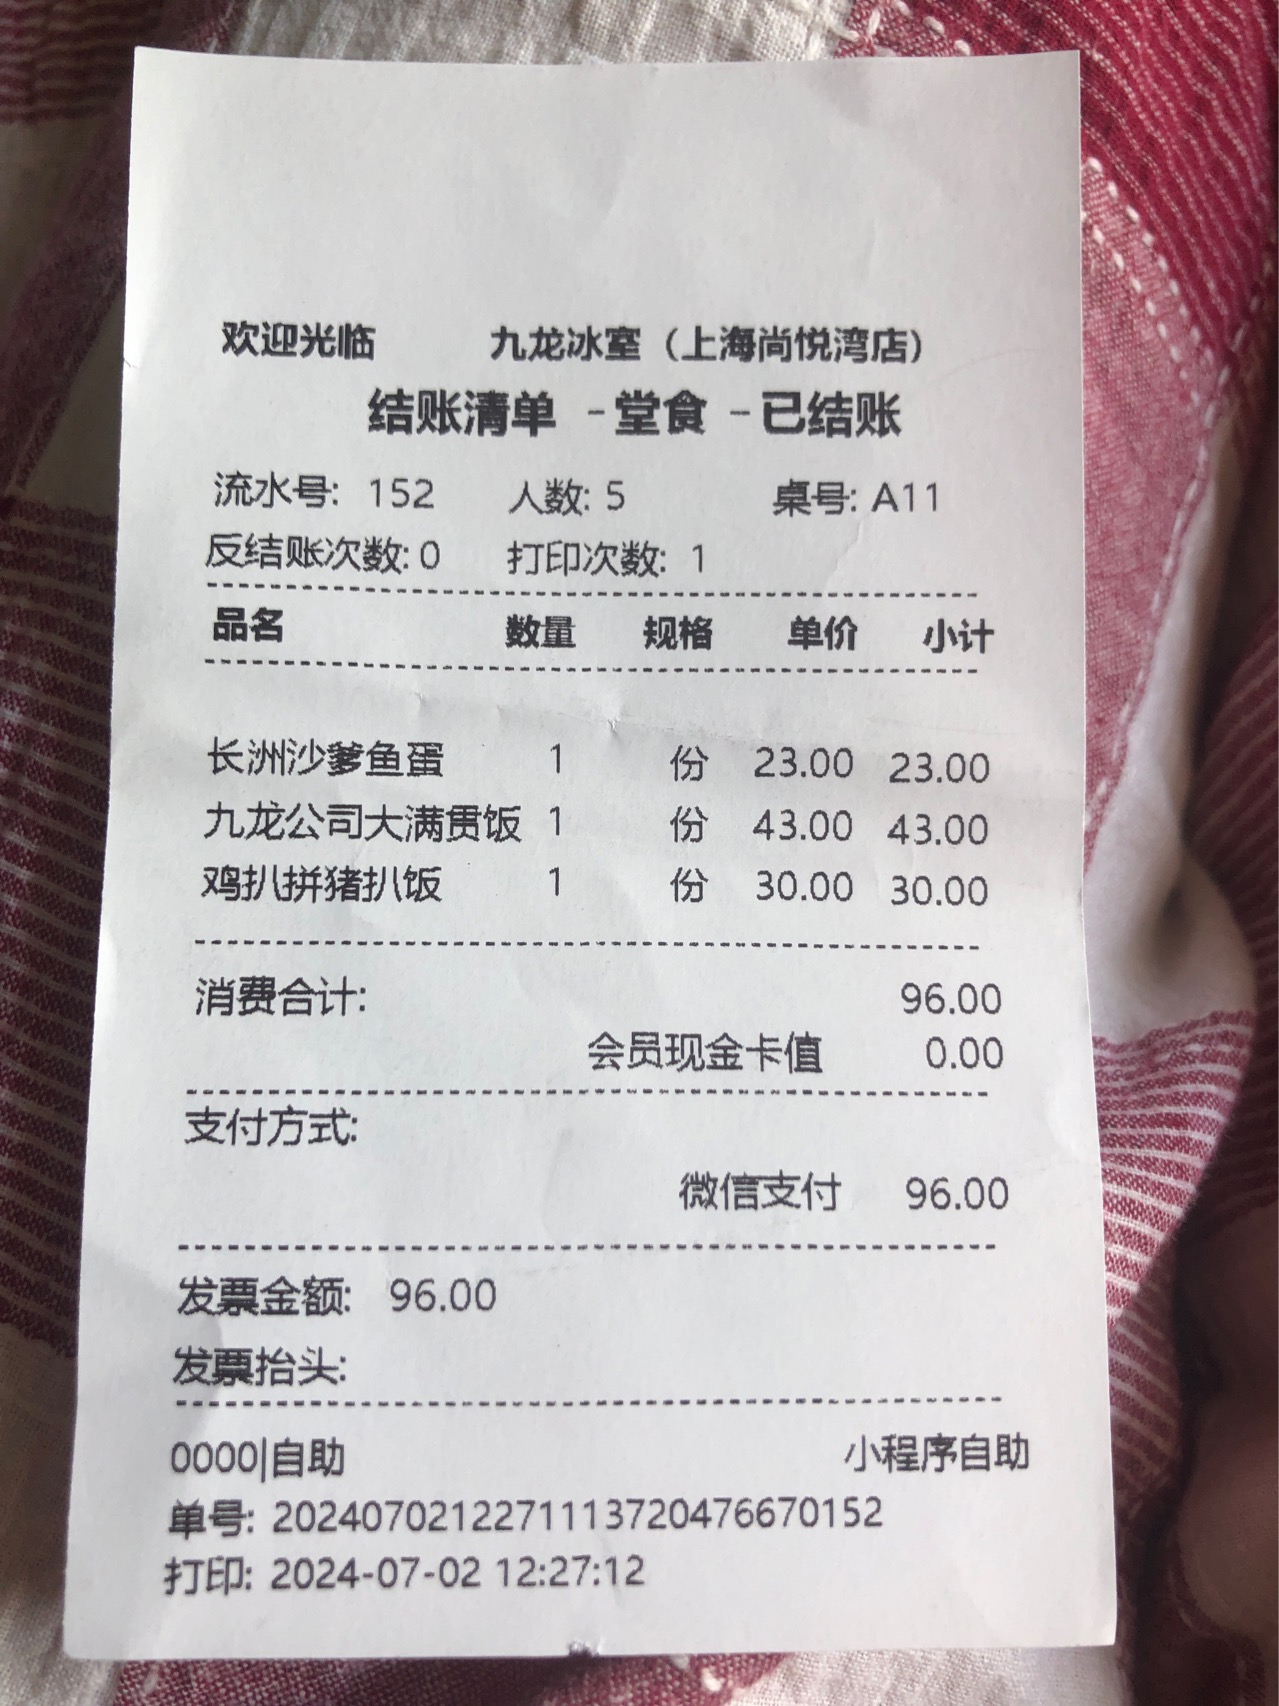 欢迎光临 九龙冰室（上海尚悦湾店）
结账清单 -堂食 -已结账
流水号: 152 人数: 5 桌号: A11
反结账次数: 0 打印次数: 1
品名 数量 规格 单价 小计
长洲沙爹鱼蛋 1 份 23.00 23.00
九龙公司大满贯饭 1 份 43.00 43.00
鸡扒拼猪扒饭 1 份 30.00 30.00
消费合计: 96.00
会员现金卡值 0.00
支付方式:
微信支付 96.00
发票金额: 96.00
发票抬头:
0000|自助 小程序自助
单号: 20240702122711137204766​70152
打印: 2024-07-02 12:27:12